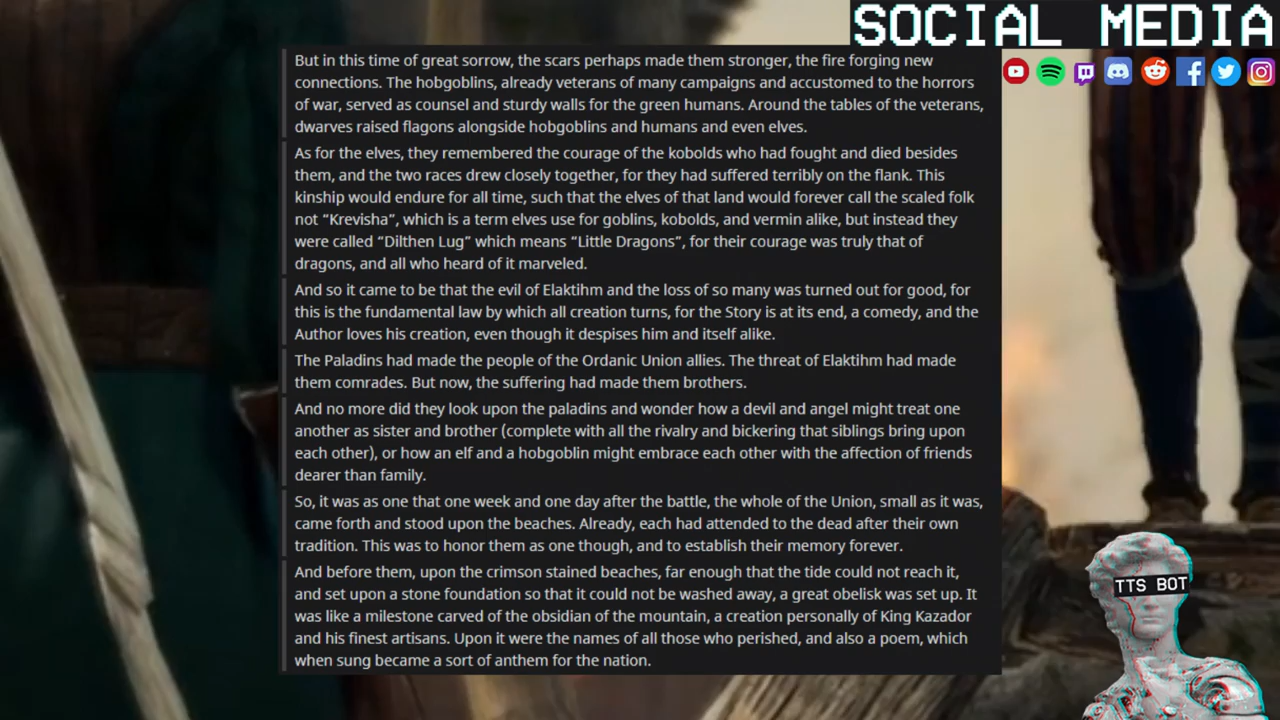 SOCIAL MEDIA
But in this time of great sorrow, the scars perhaps made them stronger, the fire forging new
connections. The hobgoblins, already veterans of many campaigns and accustomed to the horrors
of war, served as counsel and sturdy walls for the green humans. Around the tables of the veterans,
dwarves raised flagons alongside hobgoblins and humans and even elves.
As for the elves, they remembered the courage of the kobolds who had fought and died besides
them, and the two races drew closely together, for they had suffered terribly on the flank. This
kinship would endure for all time, such that the elves of that land would forever call the scaled folk
not “Krevisha”, which is a term elves use for goblins, kobolds, and vermin alike, but instead they
were called “Dilthen Lug” which means “Little Dragons”, for their courage was truly that of
dragons, and all who heard of it marveled.
And so it came to be that the evil of Elaktihm and the loss of so many was turned out for good, for
this is the fundamental law by which all creation turns, for the Story is at its end, a comedy, and the
Author loves his creation, even though it despises him and itself alike.
The Paladins had made the people of the Ordanic Union allies. The threat of Elaktihm had made
them comrades. But now, the suffering had made them brothers.
And no more did they look upon the paladins and wonder how a devil and angel might treat one
another as sister and brother (complete with all the rivalry and bickering that siblings bring upon
each other), or how an elf and a hobgoblin might embrace each other with the affection of friends
dearer than family.
So, it was as one that one week and one day after the battle, the whole of the Union, small as it was,
came forth and stood upon the beaches. Already, each had attended to the dead after their own
tradition. This was to honor them as one though, and to establish their memory forever.
And before them, upon the crimson stained beaches, far enough that the tide could not reach it,
and set upon a stone foundation so that it could not be washed away, a great obelisk was set up. It
was like a milestone carved of the obsidian of the mountain, a creation personally of King Kazador
and his finest artisans. Upon it were the names of all those who perished, and also a poem, which
when sung became a sort of anthem for the nation.
TTS BOT